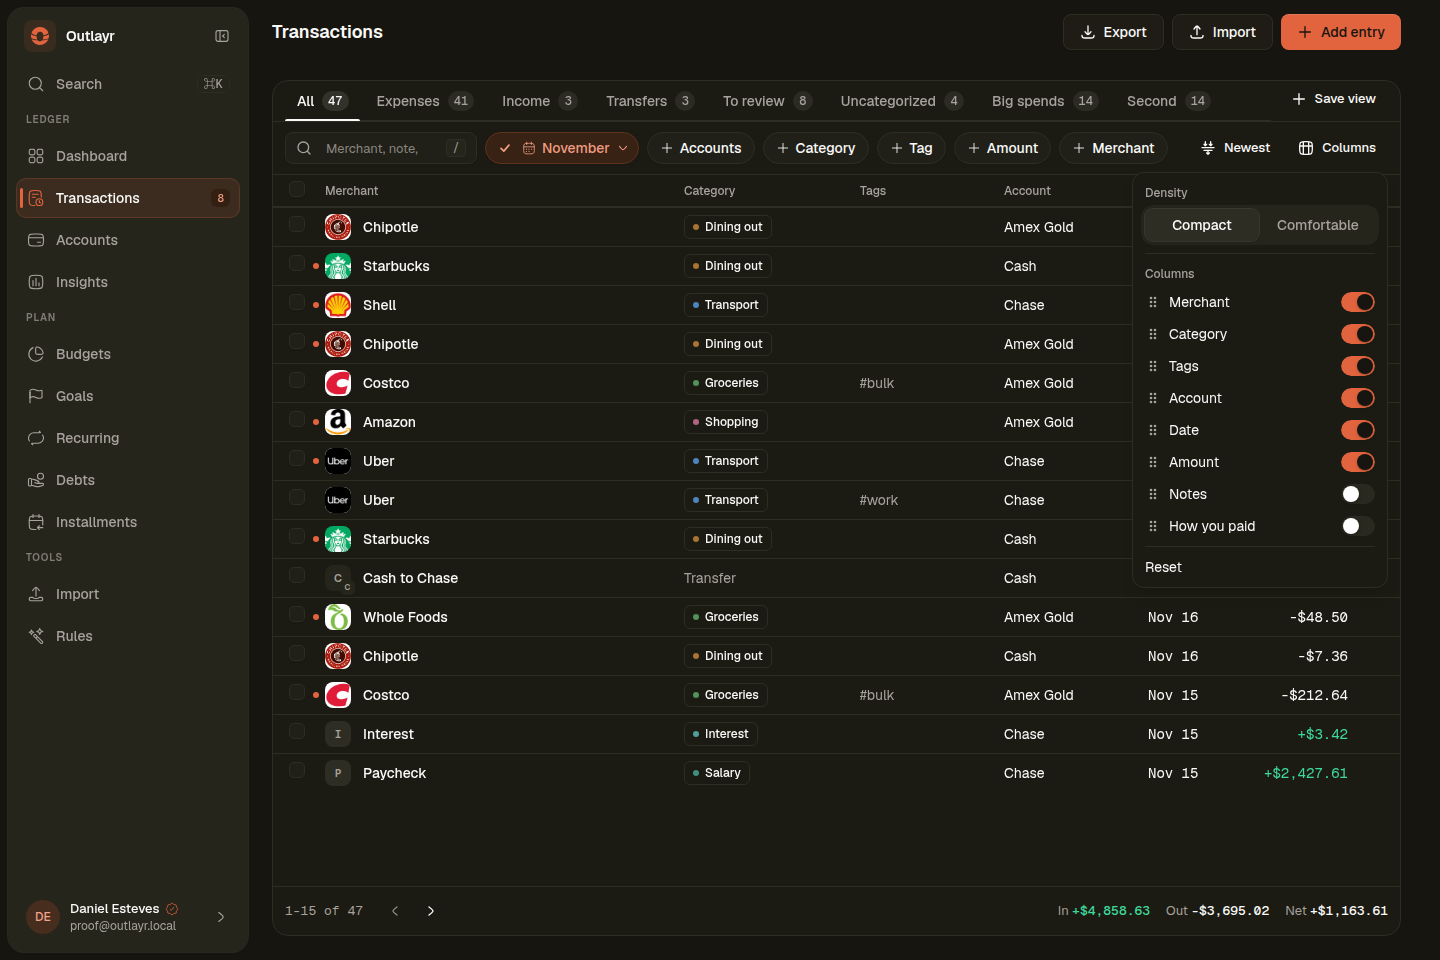 Outlayr
Search ⌘K
LEDGER
Dashboard
Transactions 8
Accounts
Insights
PLAN
Budgets
Goals
Recurring
Debts
Installments
TOOLS
Import
Rules
DE Daniel Esteves
proof@outlayr.local
Transactions
Export Import Add entry
All 47 Expenses 41 Income 3 Transfers 3 To review 8 Uncategorized 4 Big spends 14 Second 14 Save view
Merchant, note, / November Accounts Category Tag Amount Merchant Newest Columns
Merchant Category Tags Account
Chipotle Dining out Amex Gold
Starbucks Dining out Cash
Shell Transport Chase
Chipotle Dining out Amex Gold
Costco Groceries #bulk Amex Gold
Amazon Shopping Amex Gold
Uber Uber Transport Chase
Uber Uber Transport #work Chase
Starbucks Dining out Cash
C C Cash to Chase Transfer Cash
Whole Foods Groceries Amex Gold Nov 16 -$48.50
Chipotle Dining out Cash Nov 16 -$7.36
Costco Groceries #bulk Amex Gold Nov 15 -$212.64
I Interest Interest Chase Nov 15 +$3.42
P Paycheck Salary Chase Nov 15 +$2,427.61
Density
Compact Comfortable
Columns
Merchant
Category
Tags
Account
Date
Amount
Notes
How you paid
Reset
1-15 of 47
In +$4,858.63 Out -$3,695.02 Net +$1,163.61